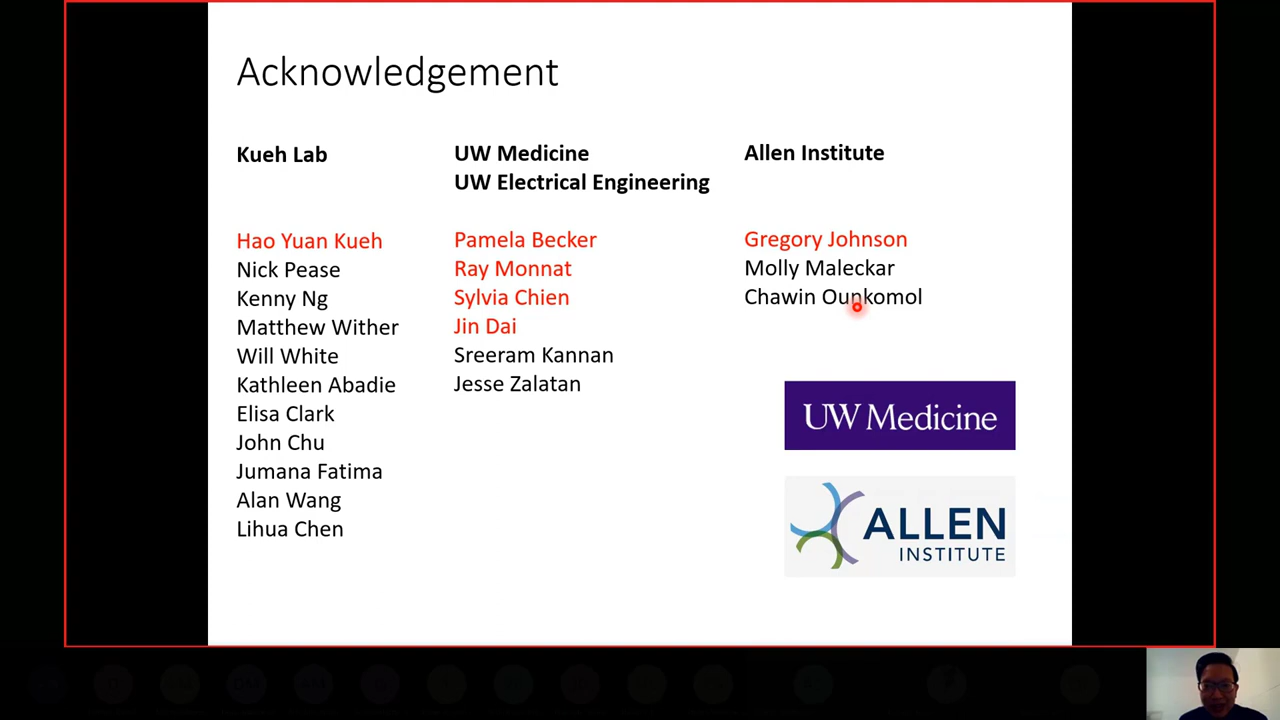 Acknowledgement
Kueh Lab
Hao Yuan Kueh
Nick Pease
Kenny Ng
Matthew Wither
Will White
Kathleen Abadie
Elisa Clark
John Chu
Jumana Fatima
Alan Wang
Lihua Chen
UW Medicine
UW Electrical Engineering
Pamela Becker
Ray Monnat
Sylvia Chien
Jin Dai
Sreeram Kannan
Jesse Zalatan
Allen Institute
Gregory Johnson
Molly Maleckar
Chawin Ounkomol
UW Medicine
ALLEN
INSTITUTE